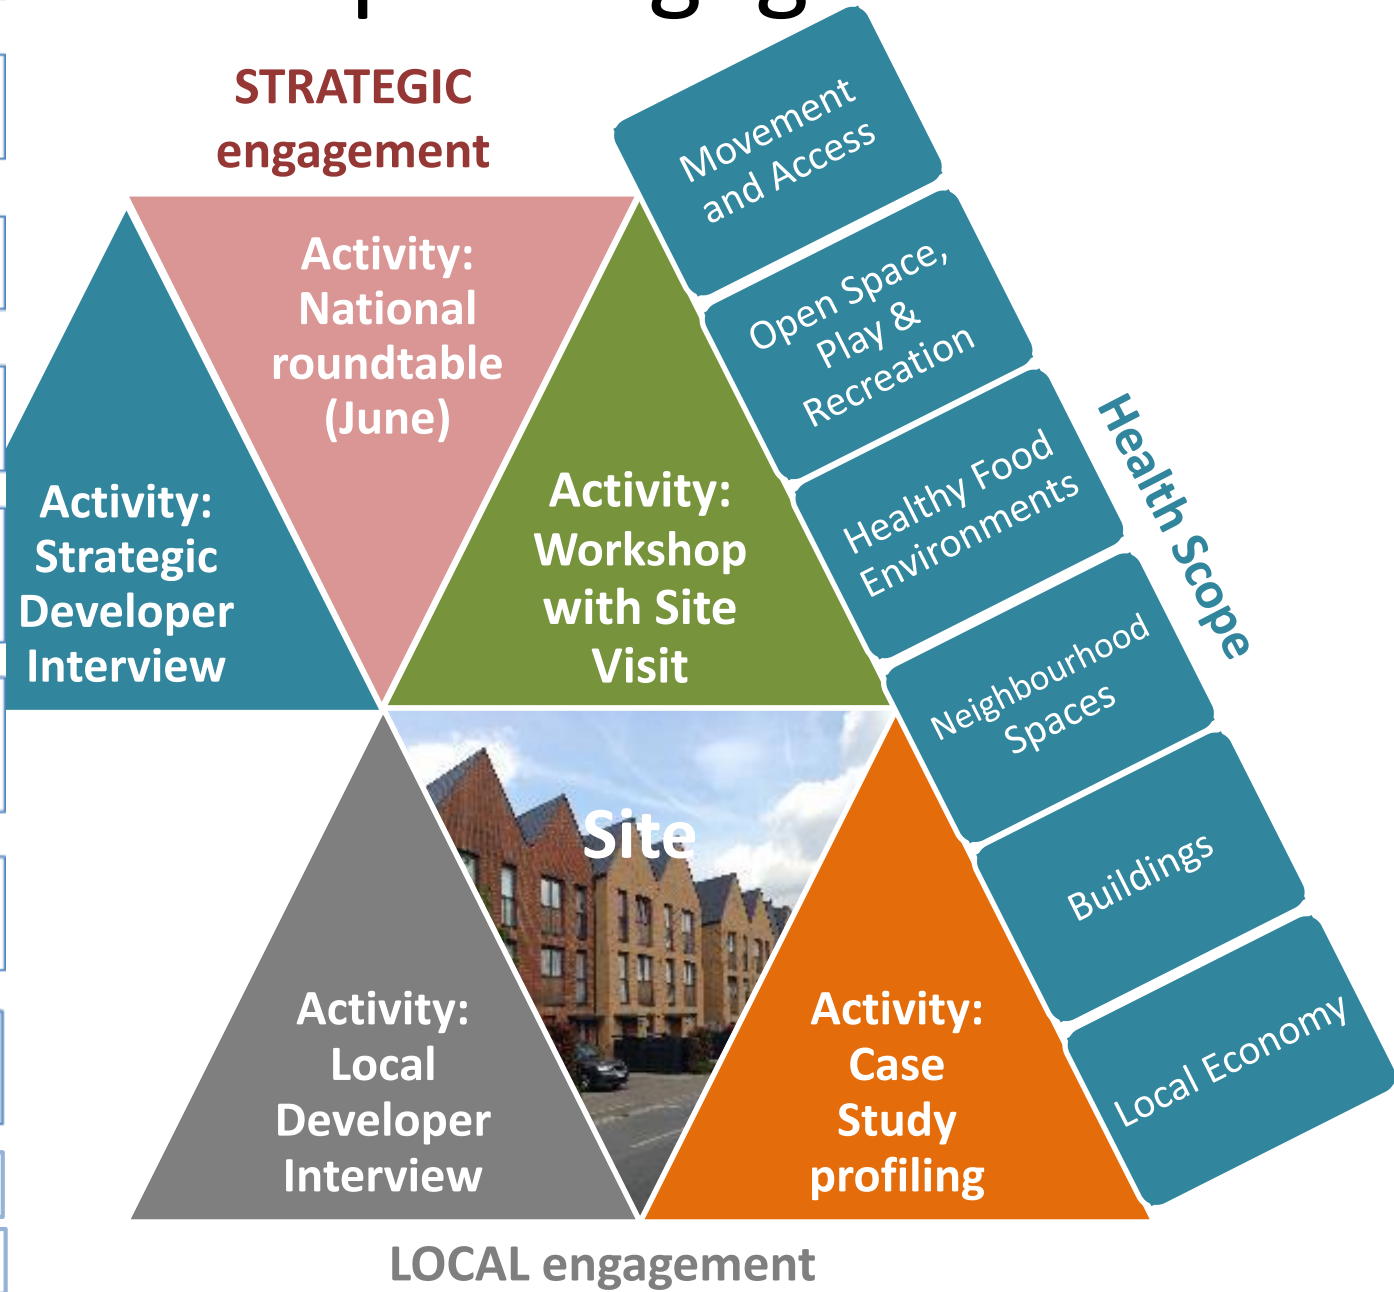 STRATEGIC
engagement
Activity:
National
roundtable
(June)
Activity:
Strategic
Developer
Interview
Activity:
Workshop
with Site
Visit
Site
Activity:
Local
Developer
Interview
Activity:
Case
Study
profiling
LOCAL engagement
Movement
and Access
Open Space,
Play &
Recreation
Healthy Food
Environments
Neighbourhood
Spaces
Buildings
Local Economy
Health Scope